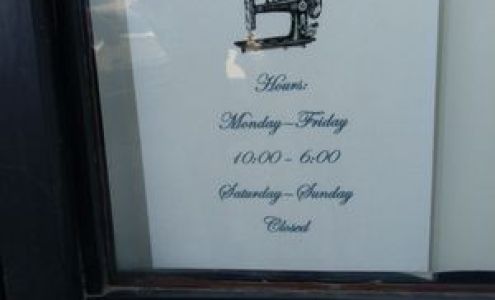 Hours:
Monday-Friday
10:00 - 6:00
Saturday-Sunday
Closed